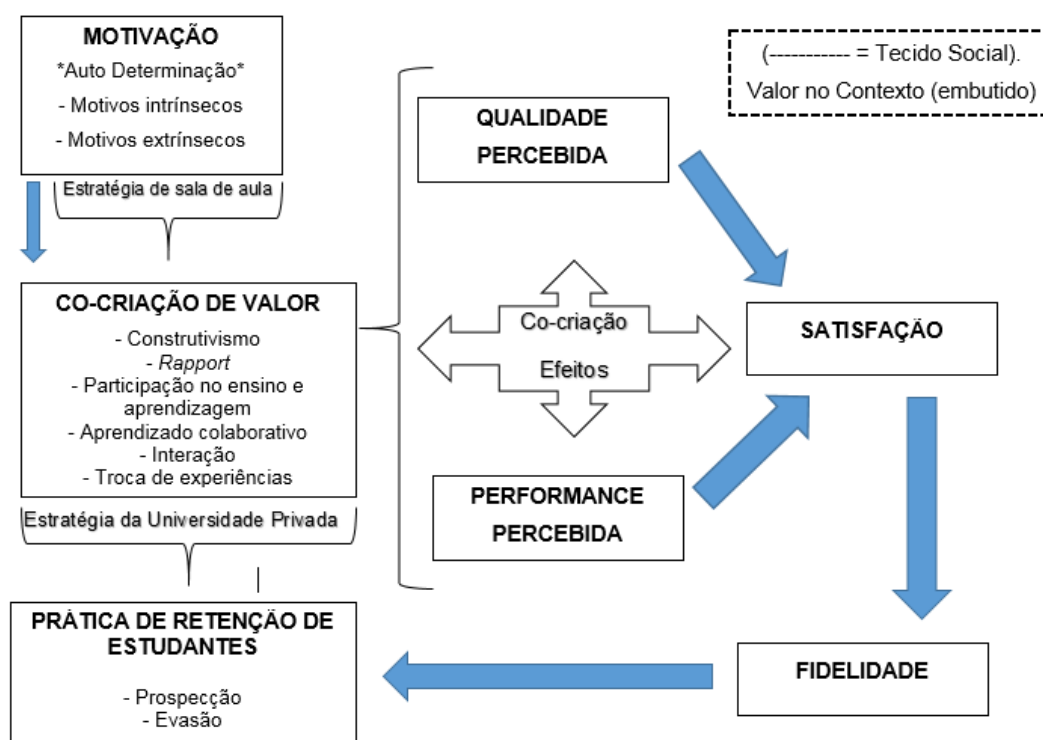 MOTIVAÇÃO
*Auto Determinação*
- Motivos intrínsecos
- Motivos extrínsecos
Estratégia de sala de aula
CO-CRIAÇÃO DE VALOR
- Construtivismo
- Rapport
- Participação no ensino e
aprendizagem
- Aprendizado colaborativo
- Interação
- Troca de experiências
Estratégia da Universidade Privada
PRÁTICA DE RETENÇÃO DE
ESTUDANTES
- Prospecção
- Evasão
QUALIDADE
PERCEBIDA
Co-criação
Efeitos
PERFORMANCE
PERCEBIDA
(----------- = Tecido Social).
Valor no Contexto (embutido)
SATISFAÇÃO
FIDELIDADE